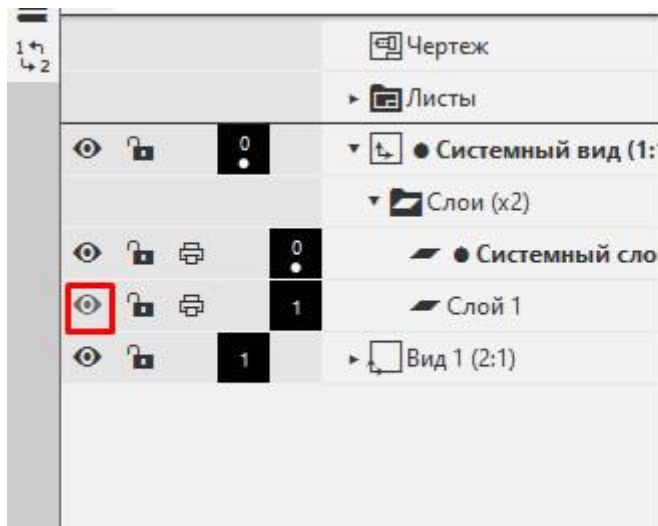 1
2
Чертеж
Листы
0
Системный вид (1:
Слои (x2)
0
Системный сло
1
Слой 1
1
Вид 1 (2:1)